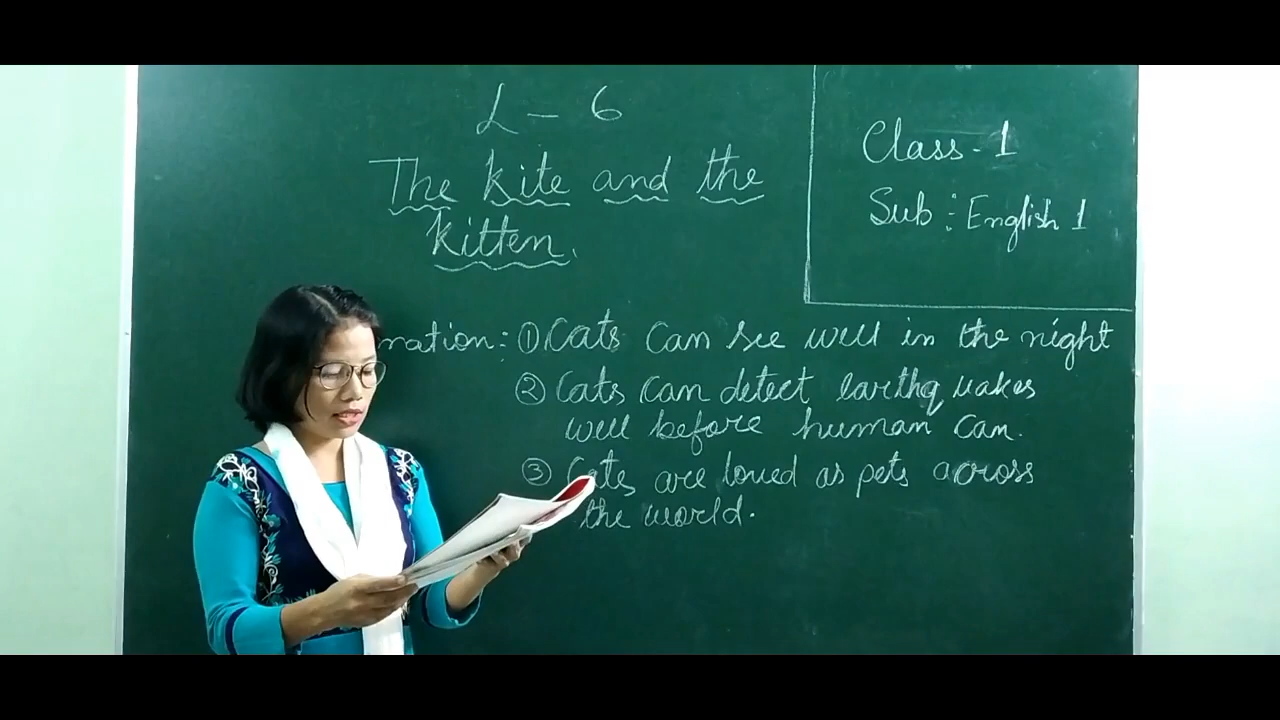 L - 6
The kite and the
kitten.
Class - 1
Sub : English 1
① Cats can see well in the night
② Cats can detect earthquakes
well before human can.
③ Cats are loved as pets across
the world.